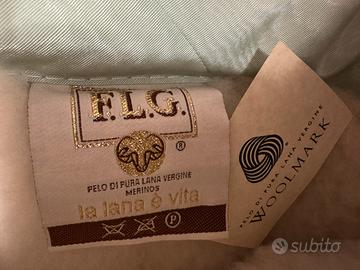 F.L.G.
®
PELO DI PURA LANA VERGINE
MERINOS
la lana è vita
P
PELO DI PURA LANA VERGINE
WOOLMARK
subito